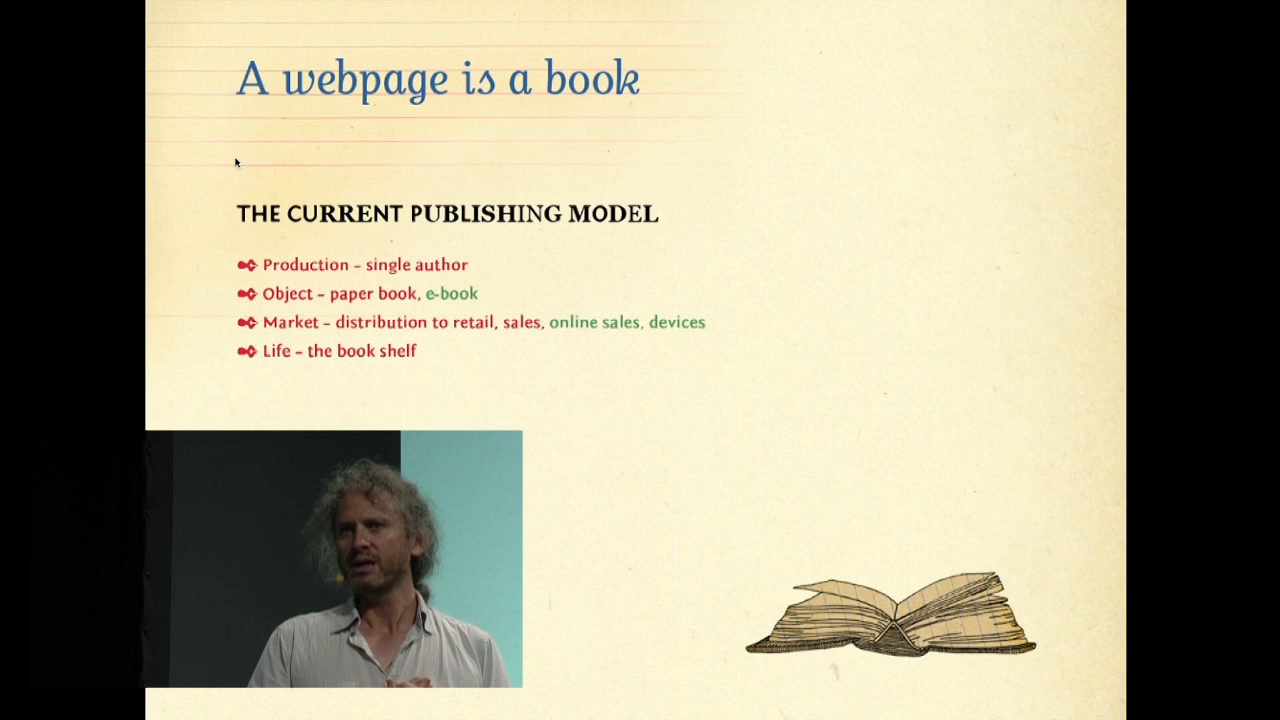 A webpage is a book
THE CURRENT PUBLISHING MODEL
Production – single author
Object – paper book, e-book
Market – distribution to retail, sales, online sales, devices
Life – the book shelf